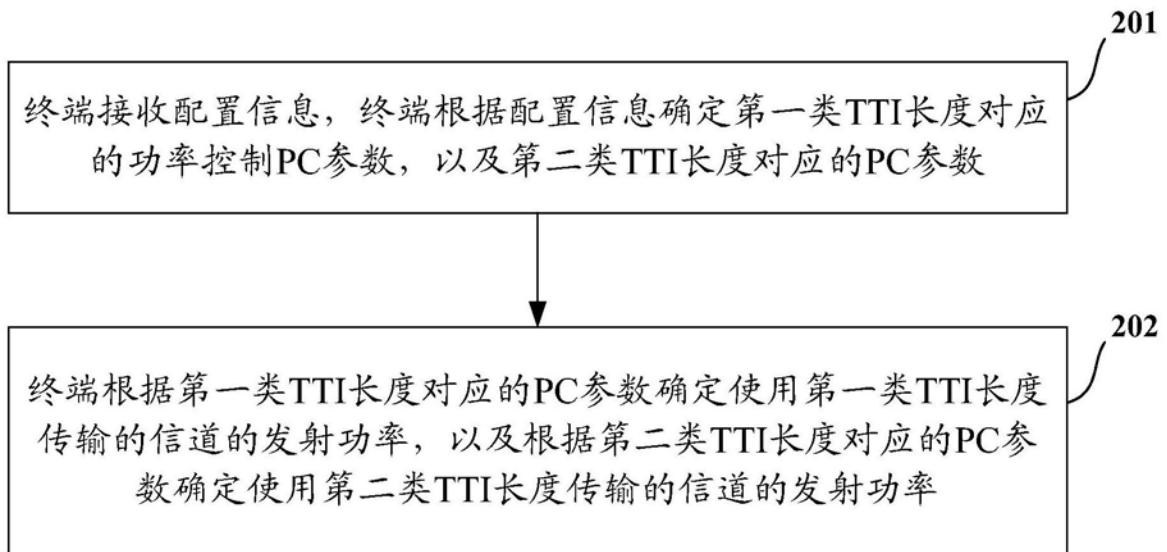 201
终端接收配置信息，终端根据配置信息确定第一类TTI长度对应
的功率控制PC参数，以及第二类TTI长度对应的PC参数
202
终端根据第一类TTI长度对应的PC参数确定使用第一类TTI长度
传输的信道的发射功率，以及根据第二类TTI长度对应的PC参
数确定使用第二类TTI长度传输的信道的发射功率